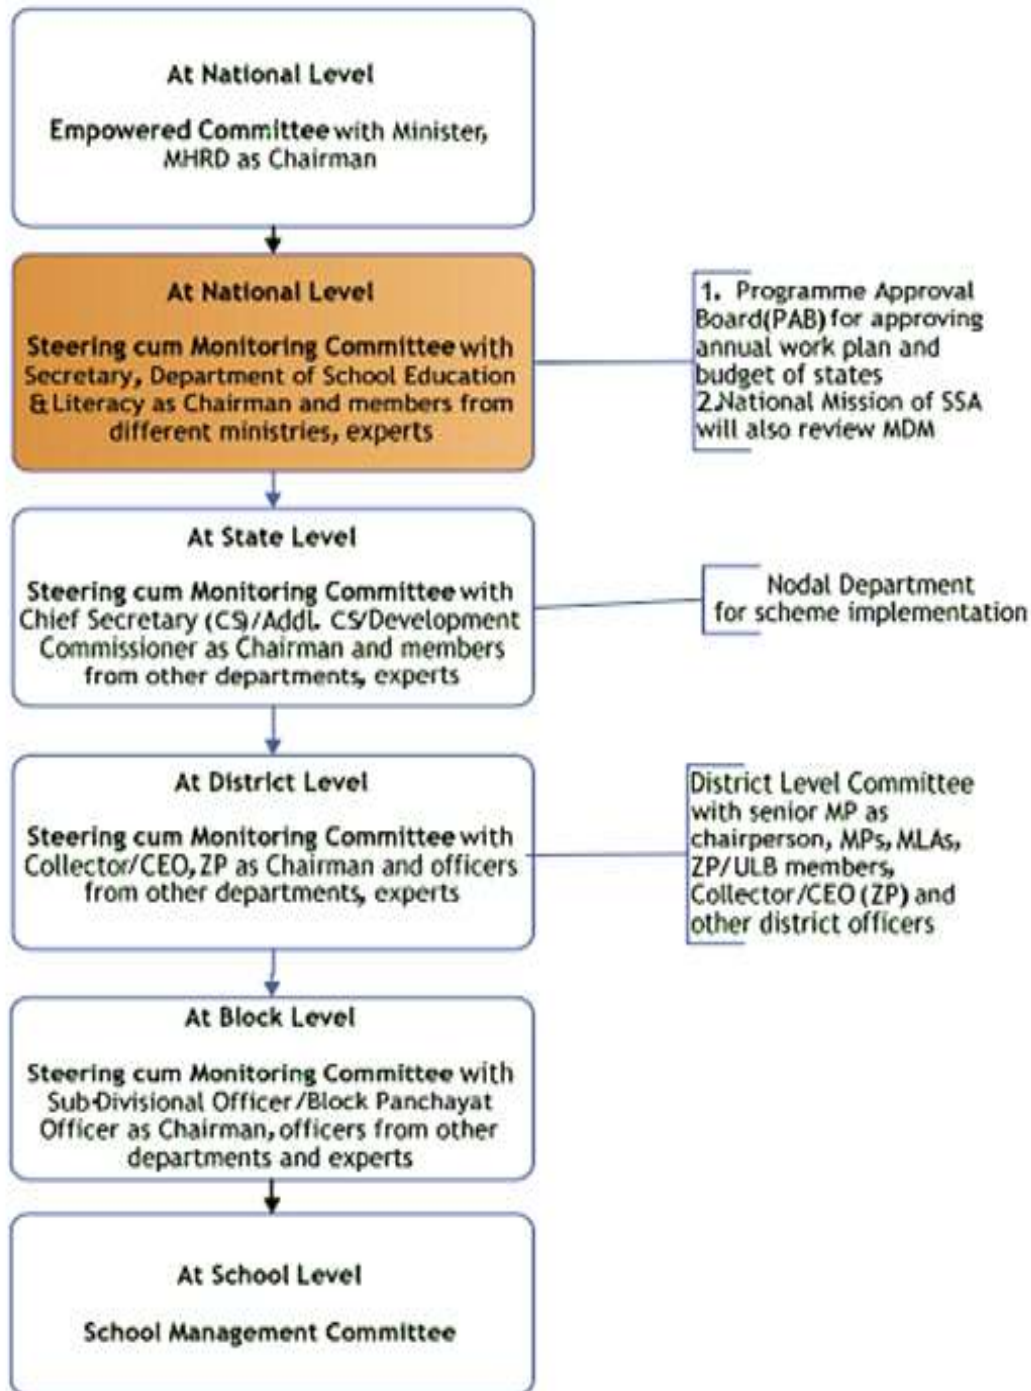 At National Level
Empowered Committee with Minister,
MHRD as Chairman
At National Level
Steering cum Monitoring Committee with
Secretary, Department of School Education
& Literacy as Chairman and members from
different ministries, experts
1. Programme Approval
Board(PAB) for approving
annual work plan and
budget of states
2.National Mission of SSA
will also review MDM
At State Level
Steering cum Monitoring Committee with
Chief Secretary (CS)/Addl. CS/Development
Commissioner as Chairman and members
from other departments, experts
Nodal Department
for scheme implementation
At District Level
Steering cum Monitoring Committee with
Collector/CEO, ZP as Chairman and officers
from other departments, experts
District Level Committee
with senior MP as
chairperson, MPs, MLAs,
ZP/ULB members,
Collector/CEO (ZP) and
other district officers
At Block Level
Steering cum Monitoring Committee with
Sub-Divisional Officer/Block Panchayat
Officer as Chairman, officers from other
departments and experts
At School Level
School Management Committee